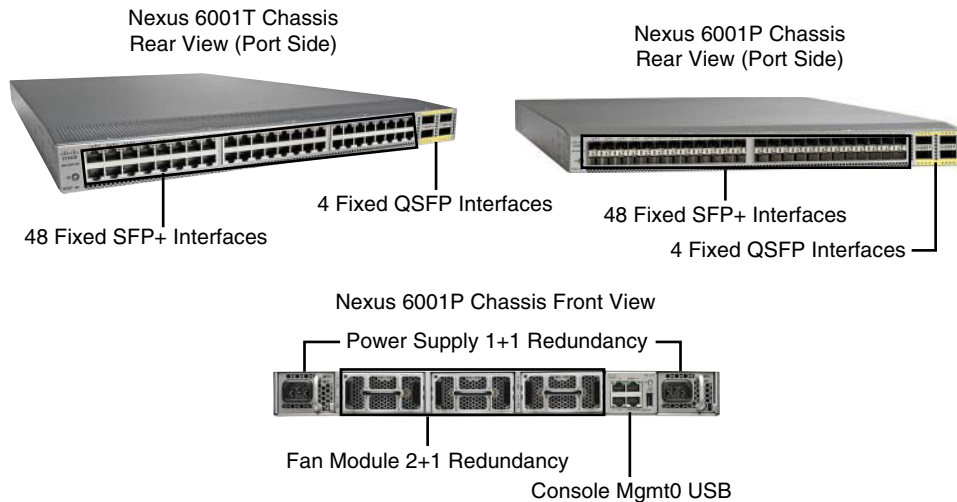 Nexus 6001T Chassis
Rear View (Port Side)
Nexus 6001P Chassis
Rear View (Port Side)
4 Fixed QSFP Interfaces
48 Fixed SFP+ Interfaces
48 Fixed SFP+ Interfaces
4 Fixed QSFP Interfaces
Nexus 6001P Chassis Front View
Power Supply 1+1 Redundancy
Fan Module 2+1 Redundancy
Console Mgmt0 USB